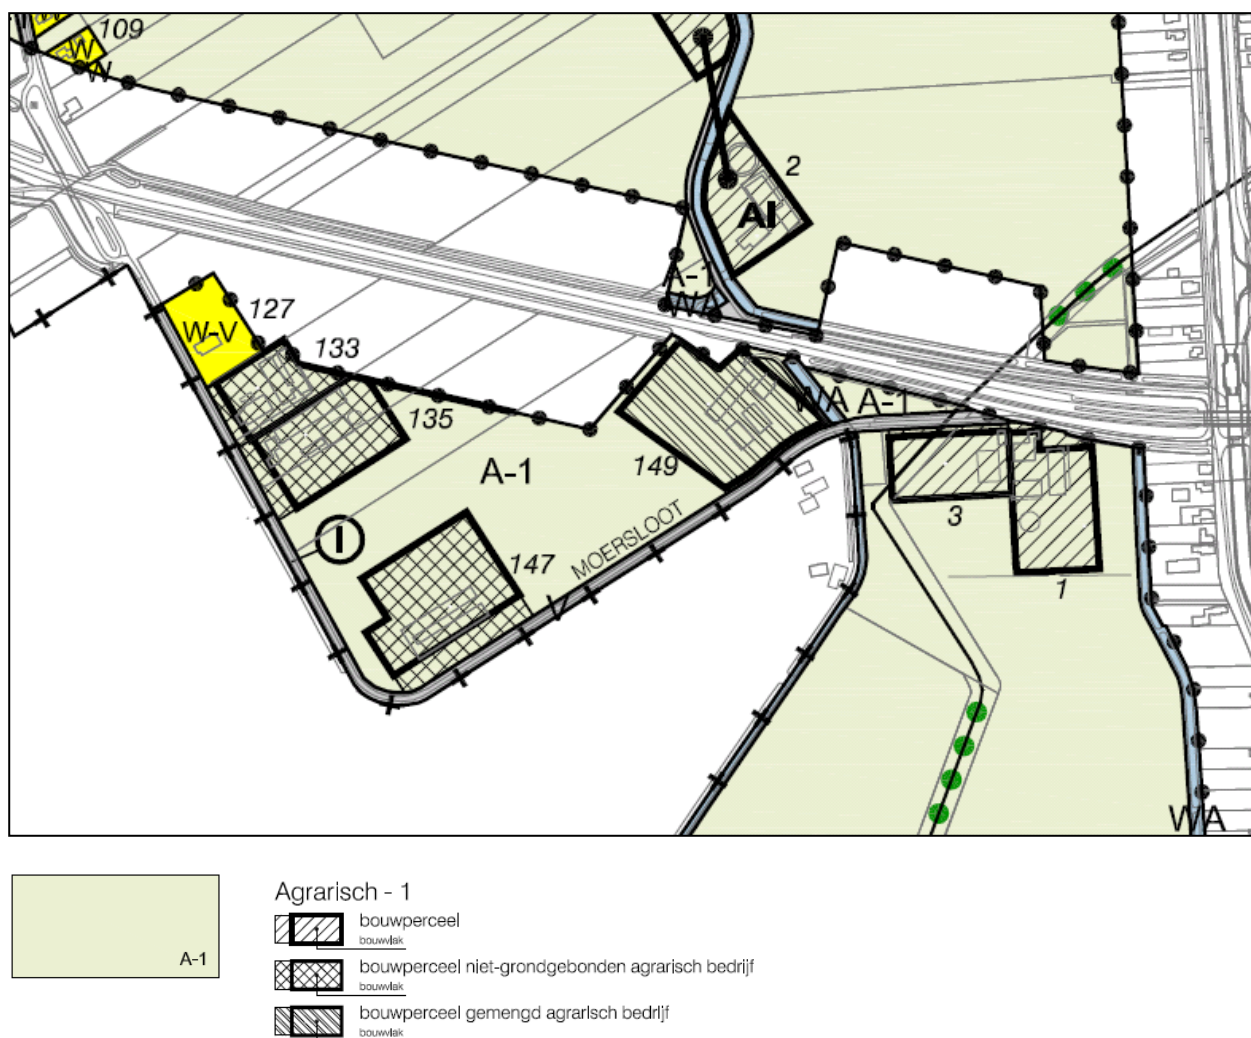 109
W
W
2
AI
A-1
WA
127
W-V
133
135
WA A-1
149
A-1
3
I
MOERSLOOT
147
1
V
WA
A-1
Agrarisch - 1
bouwperceel
bouwvlak
bouwperceel niet-grondgebonden agrarisch bedrijf
bouwvlak
bouwperceel gemengd agrarisch bedrijf
bouwvlak